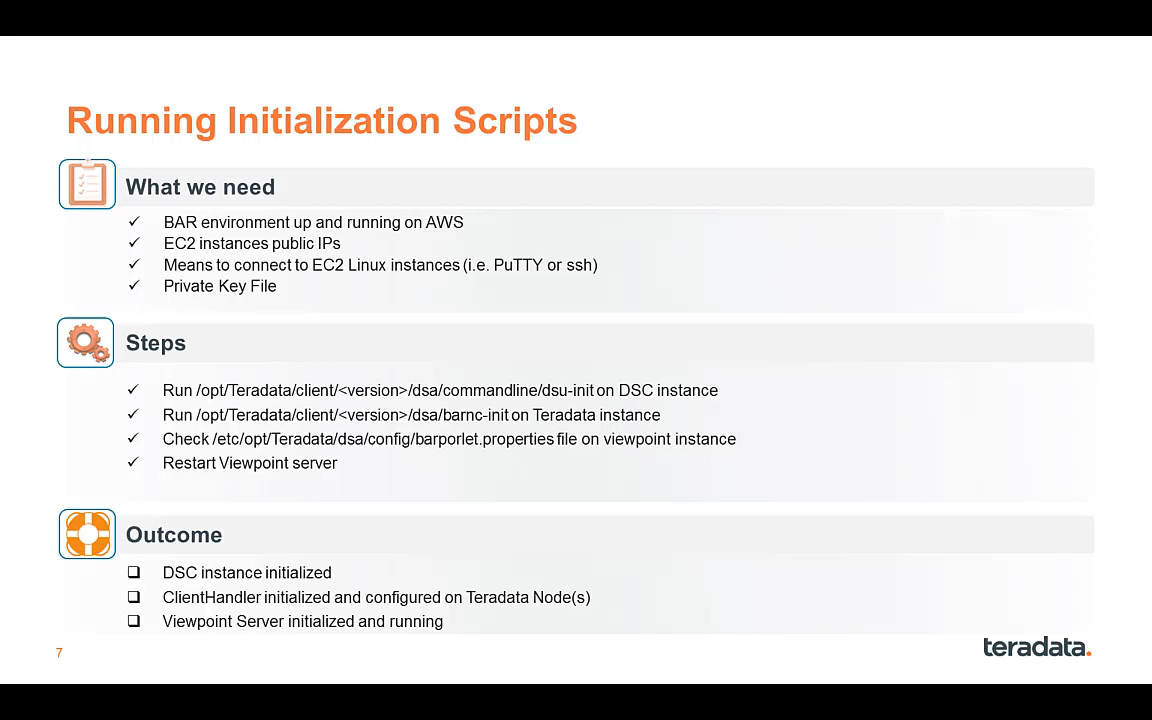 Running Initialization Scripts
What we need
BAR environment up and running on AWS
EC2 instances public IPs
Means to connect to EC2 Linux instances (i.e. PuTTY or ssh)
Private Key File
Steps
Run /opt/Teradata/client/<version>/dsa/commandline/dsu-init on DSC instance
Run /opt/Teradata/client/<version>/dsa/barnc-init on Teradata instance
Check /etc/opt/Teradata/dsa/config/barporlet.properties file on viewpoint instance
Restart Viewpoint server
Outcome
DSC instance initialized
ClientHandler initialized and configured on Teradata Node(s)
Viewpoint Server initialized and running
7
teradata.